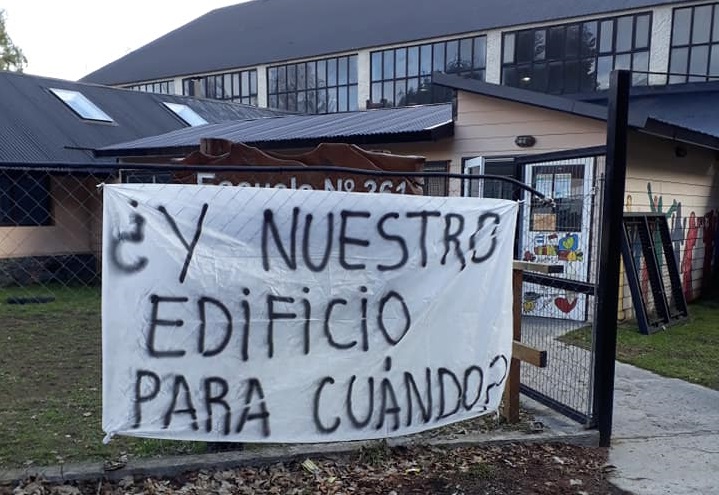 Escuela Nº 261
¿Y NUESTRO
EDIFICIO
PARA CUÁNDO?